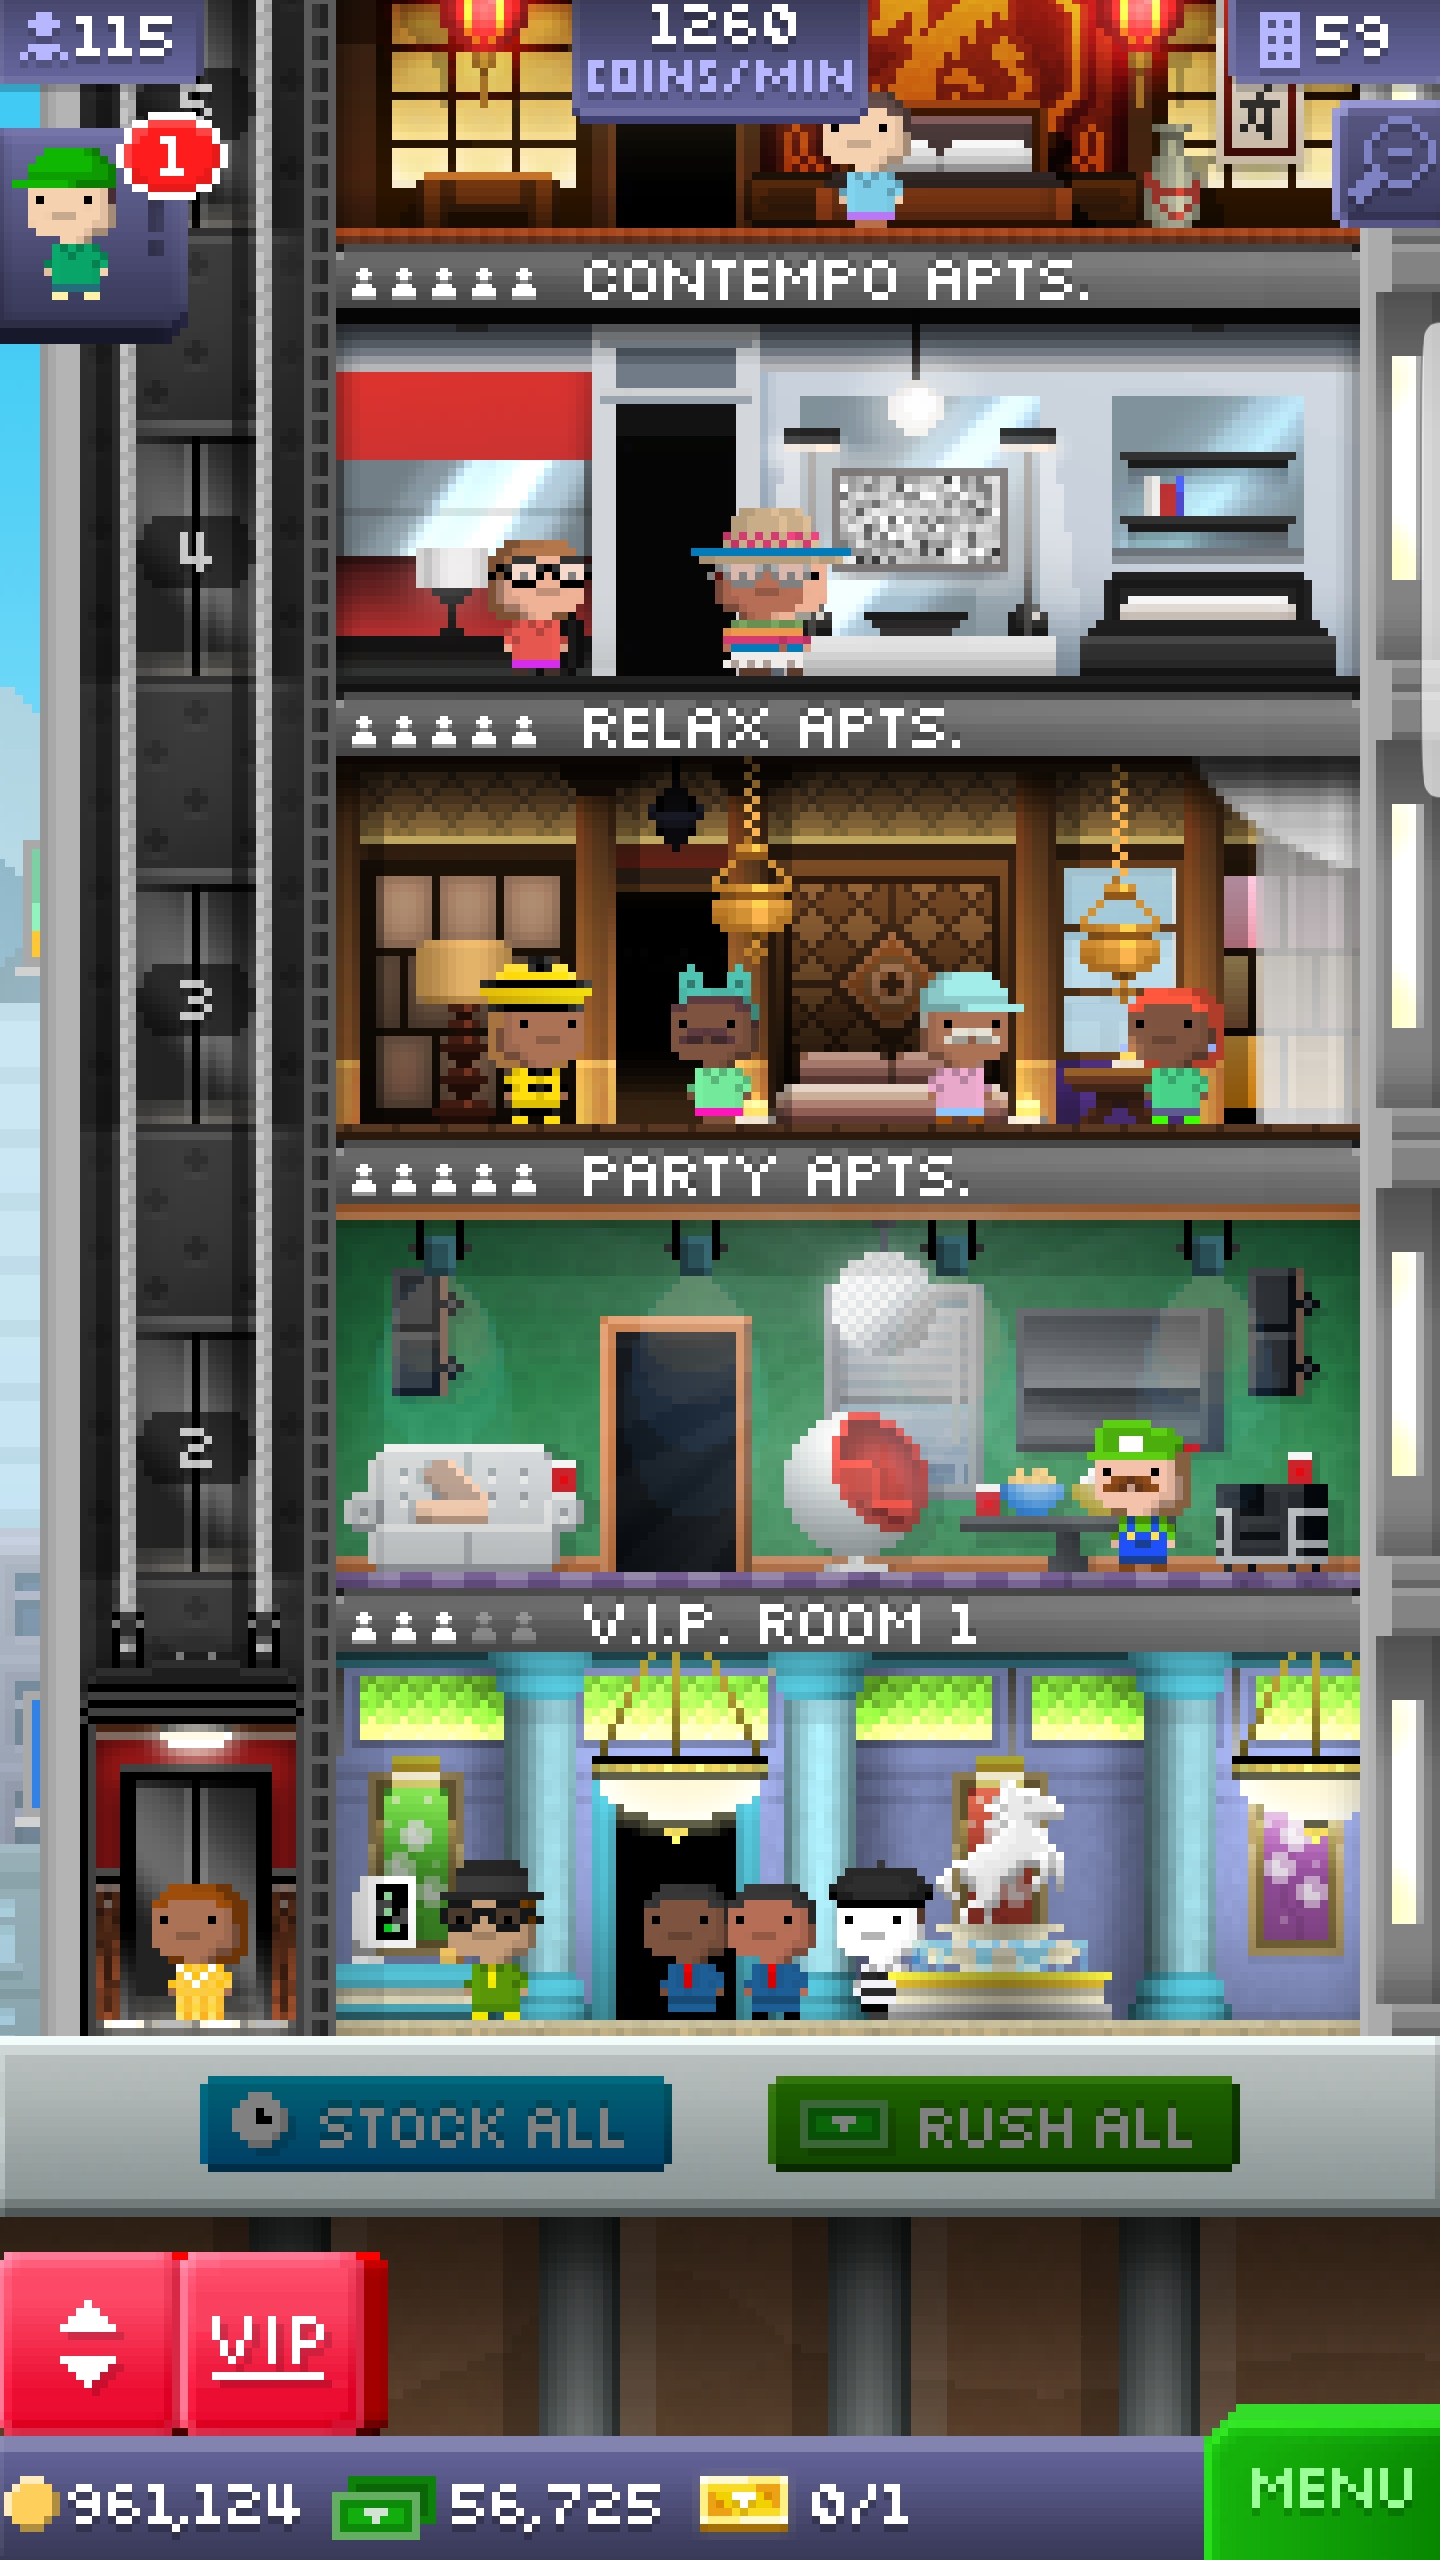 115
1260
COINS/MIN
59
1
5
CONTEMPO APTS.
4
RELAX APTS.
3
PARTY APTS.
2
V.I.P. ROOM 1
STOCK ALL
RUSH ALL
VIP
961,124
56,725
0/1
MENU